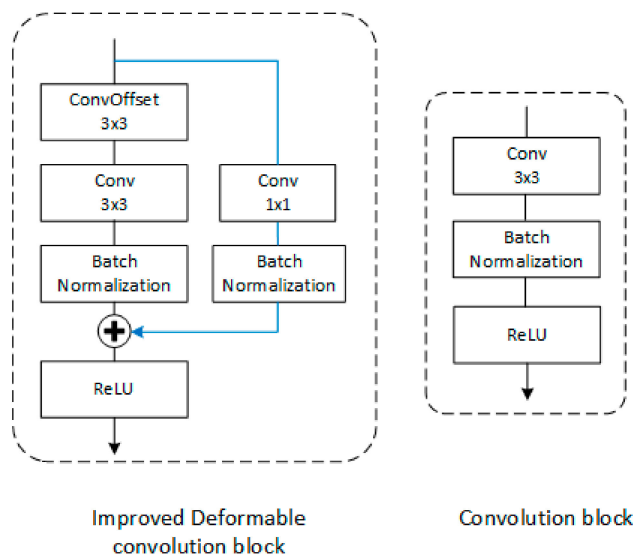 ConvOffset
3x3
Conv
3x3
Batch
Normalization
ReLU
Conv
1x1
Batch
Normalization
Improved Deformable
convolution block
Conv
3x3
Batch
Normalization
ReLU
Convolution block